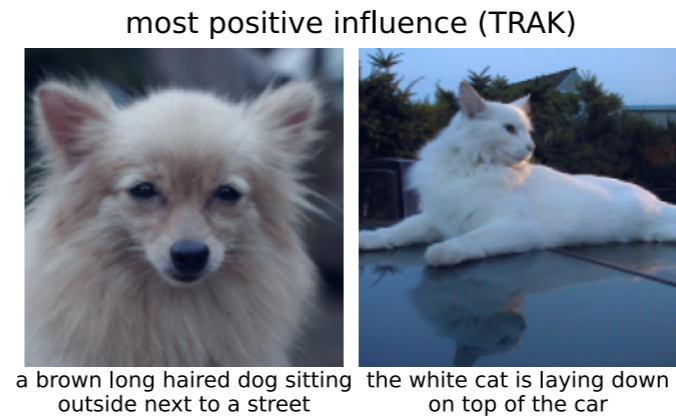 most positive influence (TRAK)
a brown long haired dog sitting
outside next to a street
the white cat is laying down
on top of the car